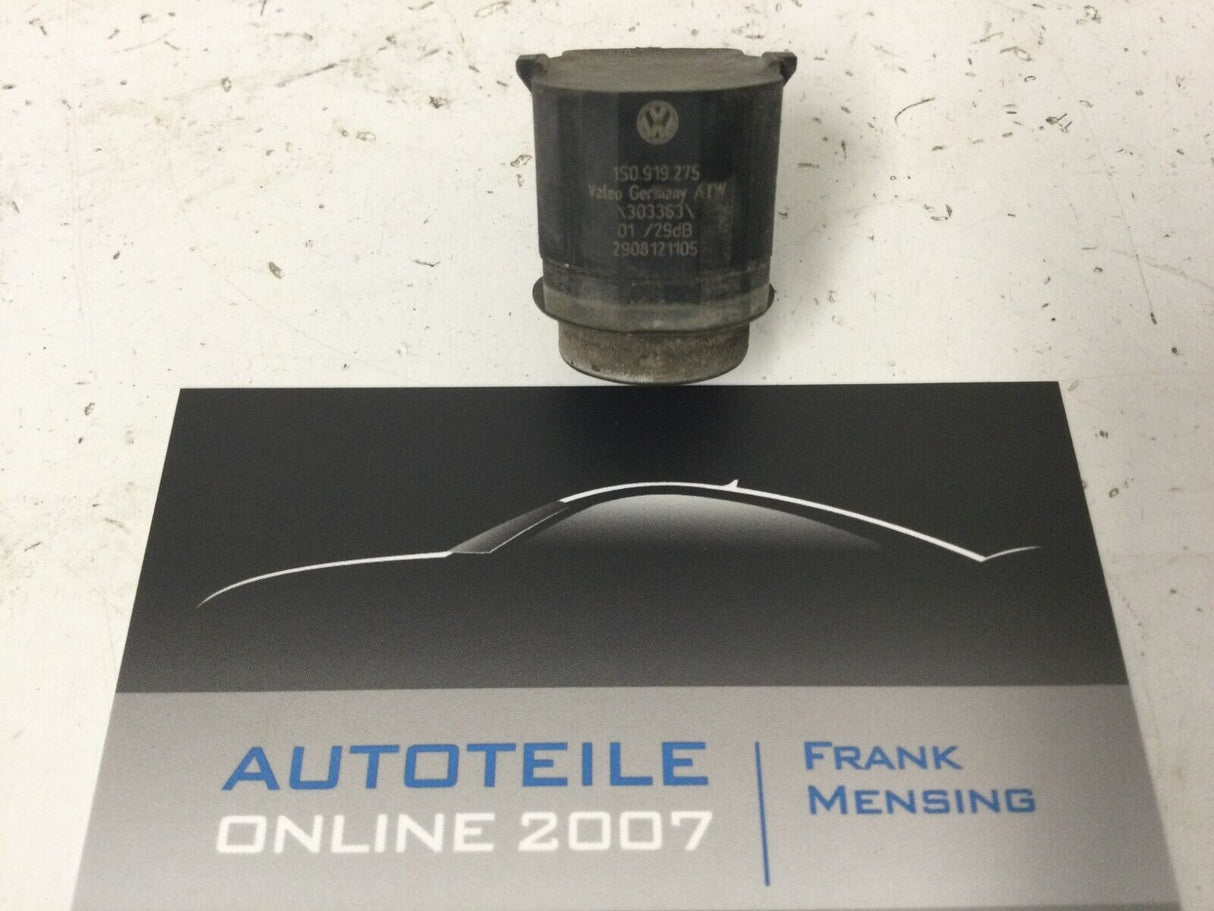 1S0.919.275
Valeo Germany ATW
\303363\
01 /29dB
2908121105
AUTOTEILE
ONLINE 2007
FRANK
MENSING